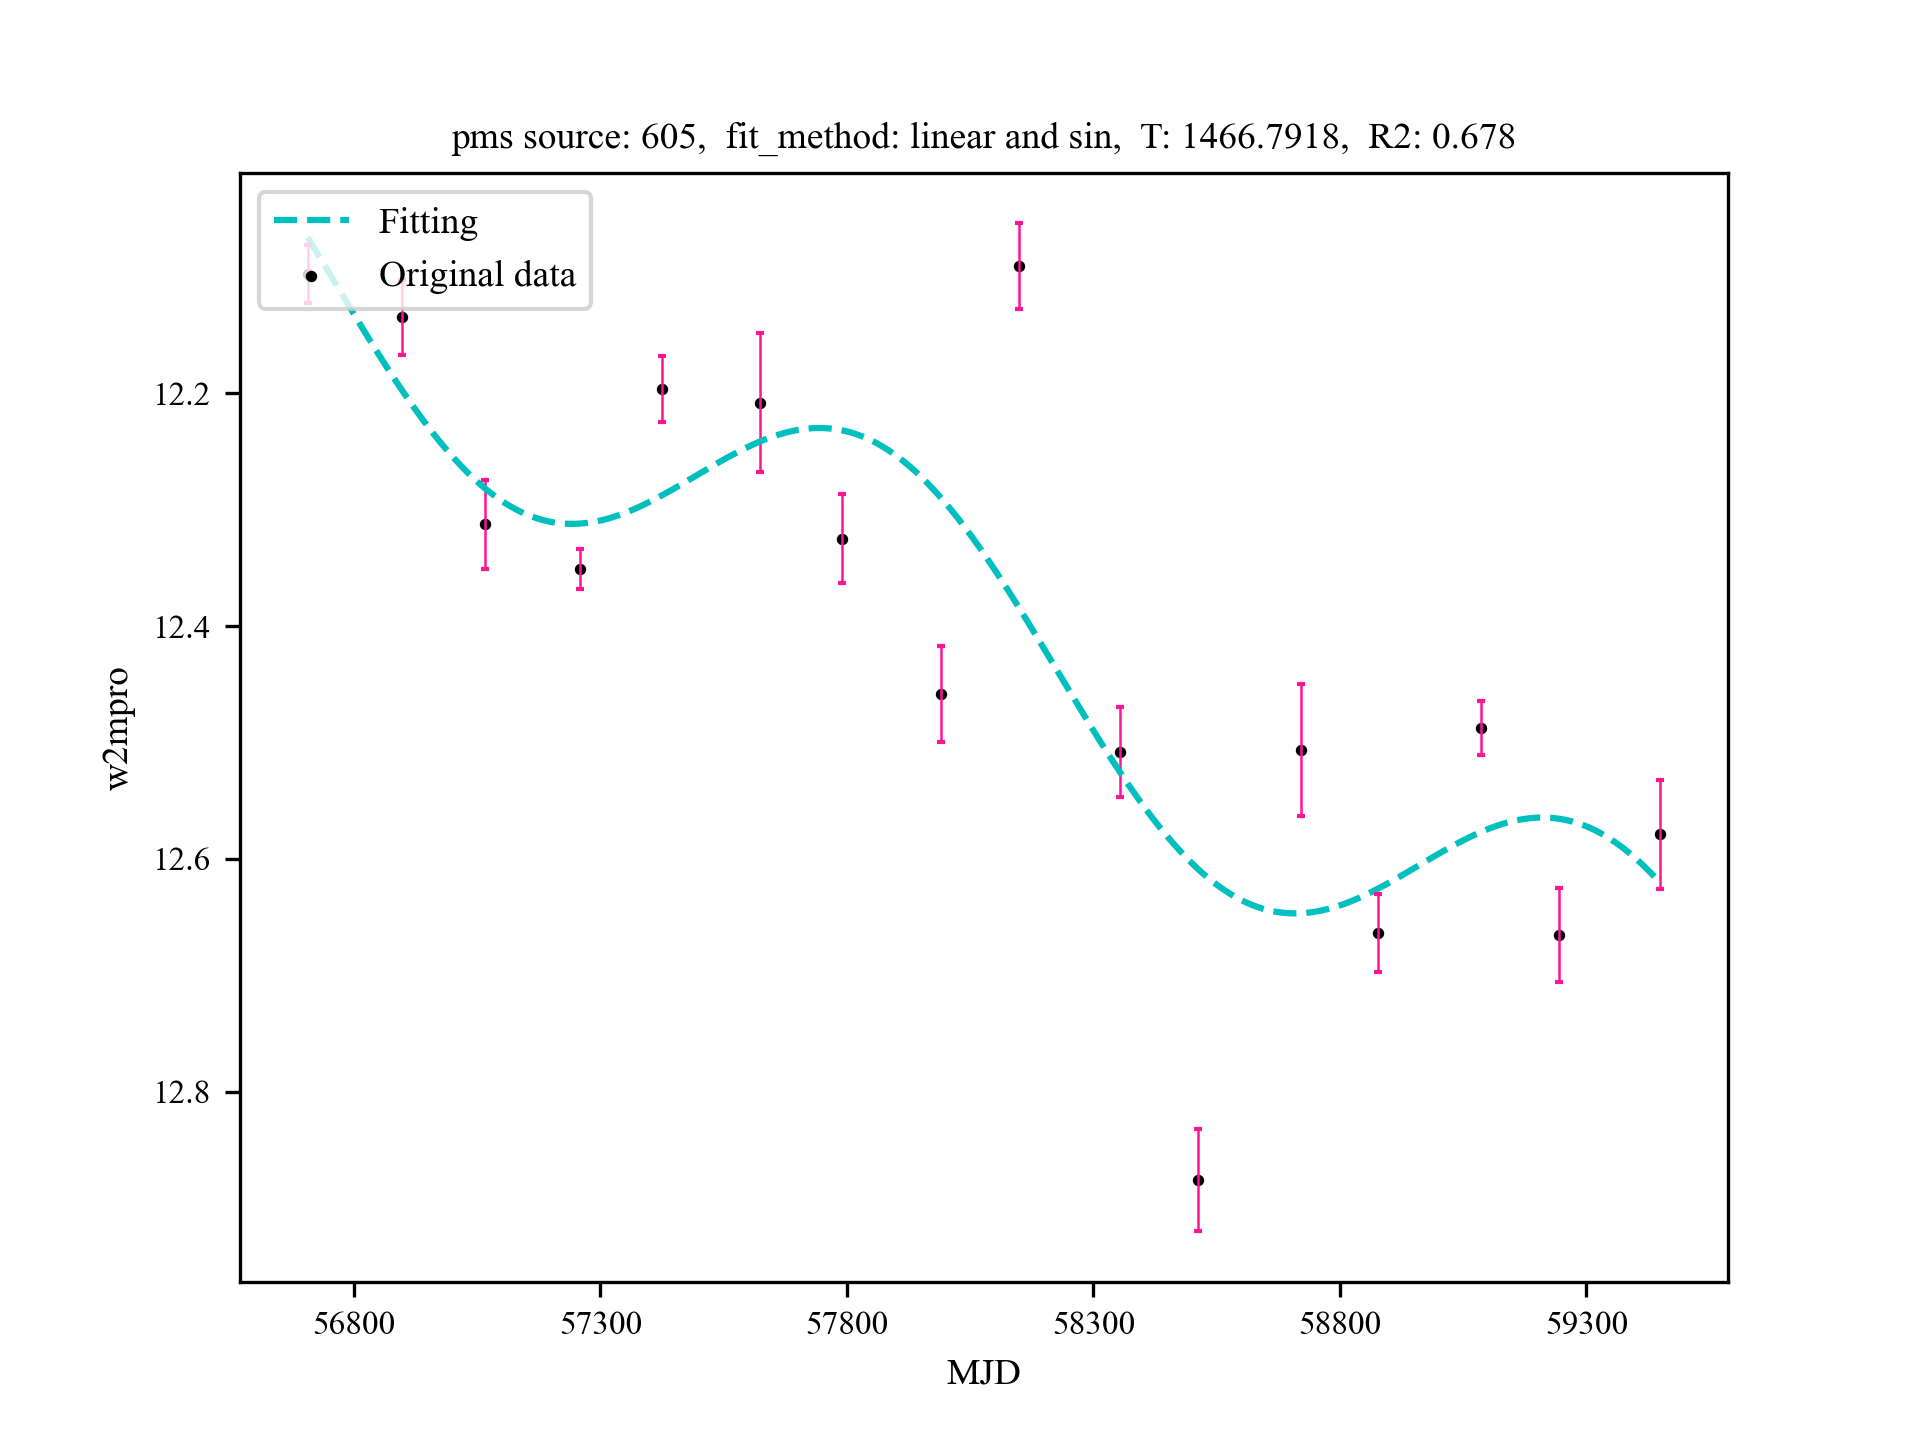 pms source: 605,  fit_method: linear and sin,  T: 1466.7918,  R2: 0.678
Fitting
Original data
12.2
12.4
12.6
12.8
w2mpro
56800 57300 57800 58300 58800 59300
MJD